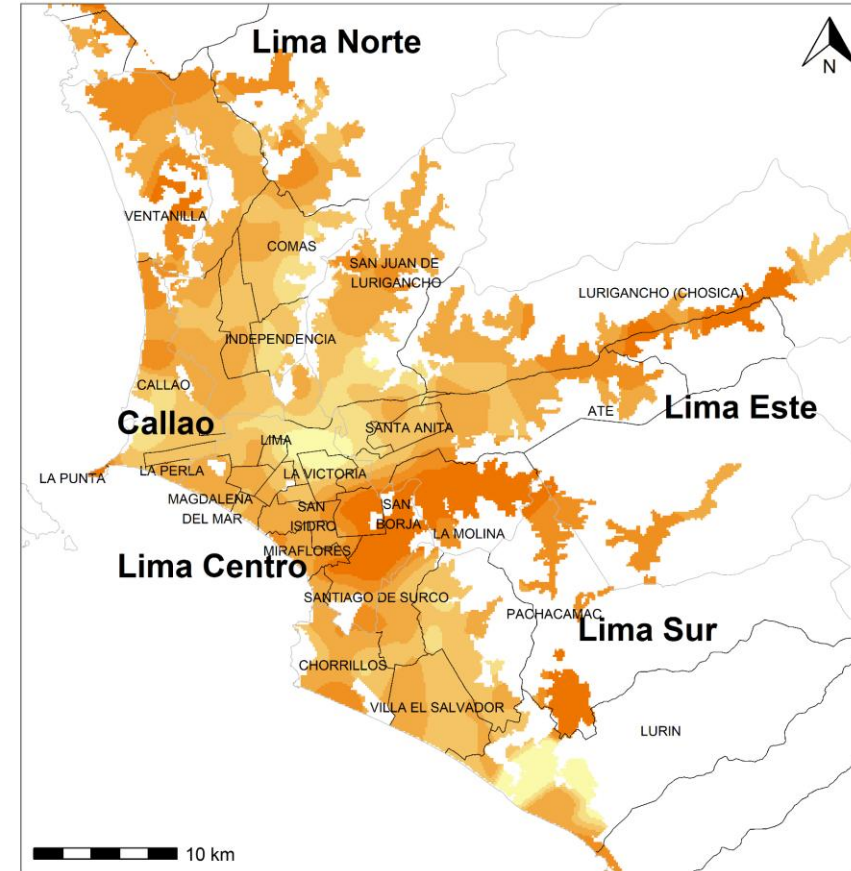 Lima Norte
N
VENTANILLA
COMAS
SAN JUAN DE
LURIGANCHO
LURIGANCHO (CHOSICA)
INDEPENDENCIA
CALLAO
ATE
Lima Este
Callao
SANTA ANITA
LIMA
LA PUNTA
LA PERLA
LA VICTORIA
MAGDALENA
DEL MAR
SAN
ISIDRO
SAN
BORJA
LA MOLINA
MIRAFLORES
Lima Centro
SANTIAGO DE SURCO
PACHACAMAC
Lima Sur
CHORRILLOS
VILLA EL SALVADOR
LURIN
10 km